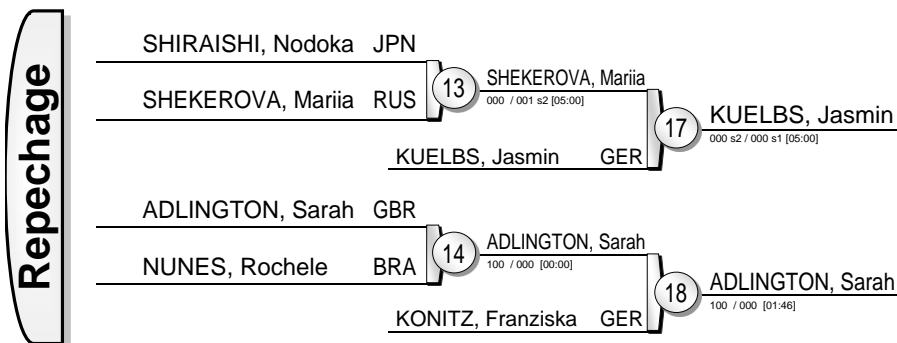 Repechage
SHIRAISHI, Nodoka JPN
SHEKEROVA, Mariia RUS
13
SHEKEROVA, Mariia
000 / 001 s2 [05:00]
KUELBS, Jasmin GER
17
KUELBS, Jasmin
000 s2 / 000 s1 [05:00]
ADLINGTON, Sarah GBR
NUNES, Rochele BRA
14
ADLINGTON, Sarah
100 / 000 [00:00]
KONITZ, Franziska GER
18
ADLINGTON, Sarah
100 / 000 [01:46]